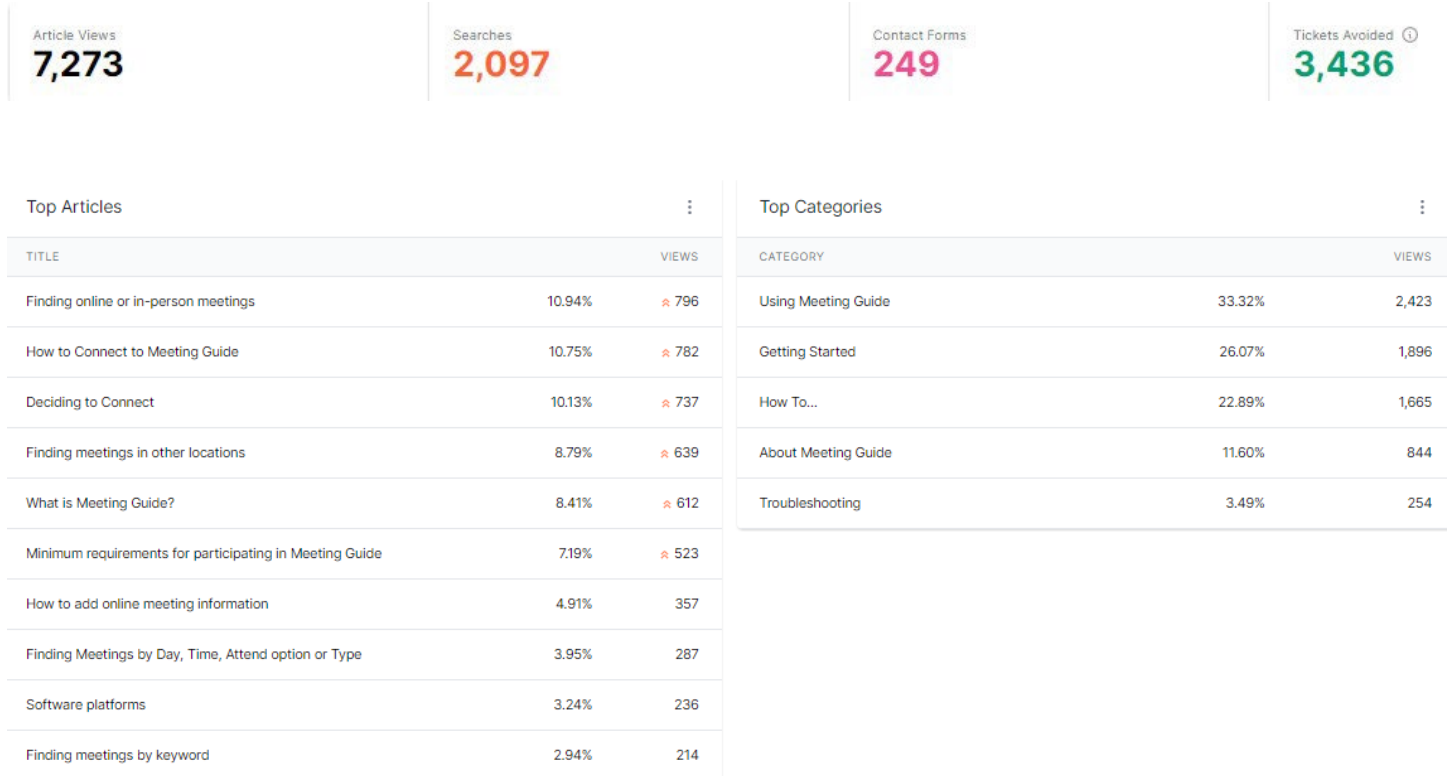 Article Views Searches Contact Forms Tickets Avoided
7,273 2,097 249 3,436
Top Articles
TITLE VIEWS
Finding online or in-person meetings 10.94% 796
How to Connect to Meeting Guide 10.75% 782
Deciding to Connect 10.13% 737
Finding meetings in other locations 8.79% 639
What is Meeting Guide? 8.41% 612
Minimum requirements for participating in Meeting Guide 7.19% 523
How to add online meeting information 4.91% 357
Finding Meetings by Day, Time, Attend option or Type 3.95% 287
Software platforms 3.24% 236
Finding meetings by keyword 2.94% 214
Top Categories
CATEGORY VIEWS
Using Meeting Guide 33.32% 2,423
Getting Started 26.07% 1,896
How To... 22.89% 1,665
About Meeting Guide 11.60% 844
Troubleshooting 3.49% 254